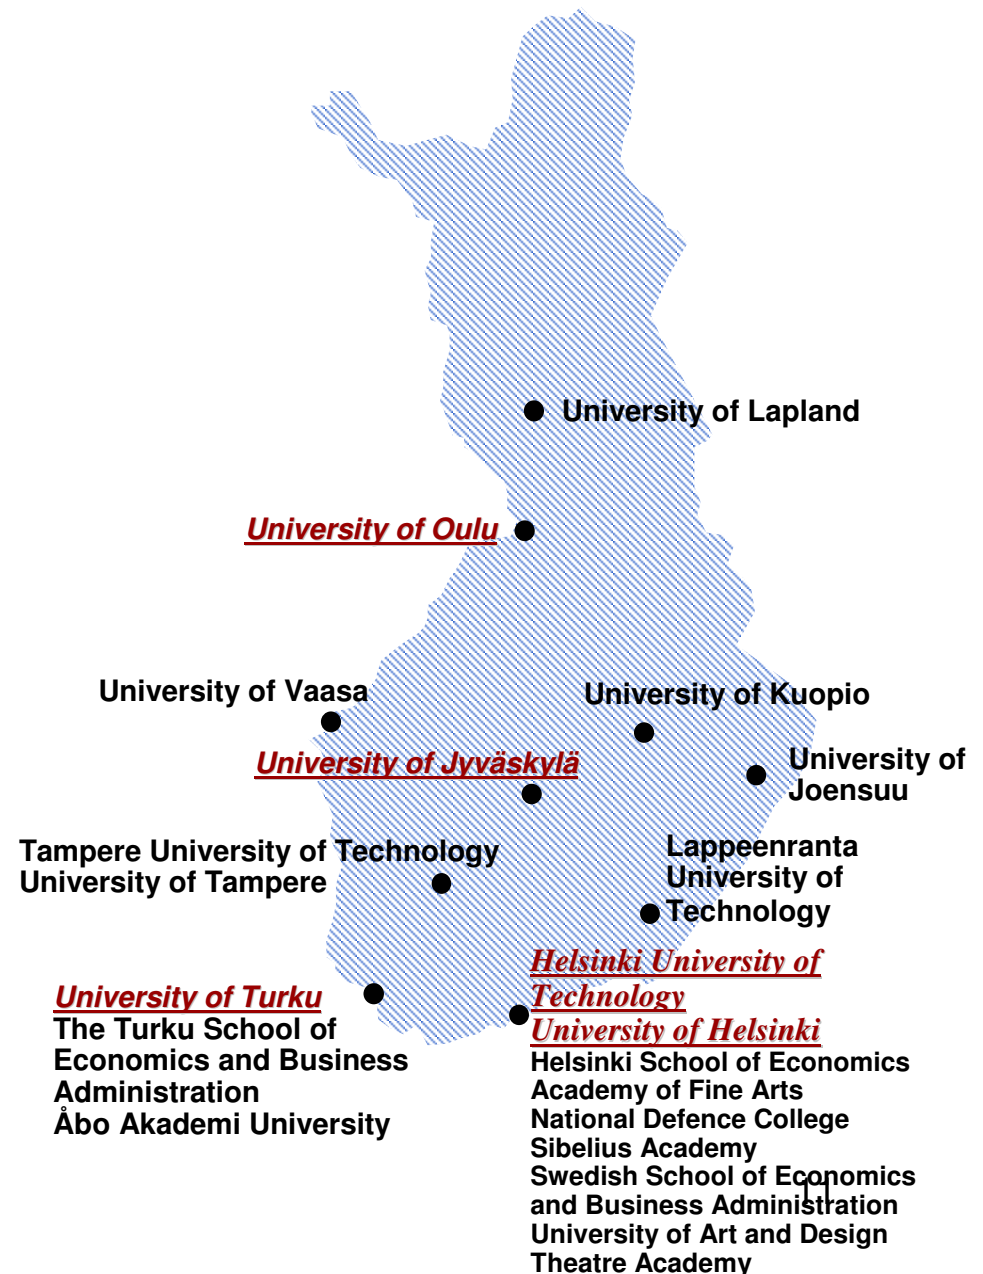 University of Lapland
University of Oulu
University of Vaasa
University of Kuopio
University of Jyväskylä
University of
Joensuu
Tampere University of Technology
University of Tampere
Lappeenranta
University of
Technology
Helsinki University of
Technology
University of Helsinki
Helsinki School of Economics
Academy of Fine Arts
National Defence College
Sibelius Academy
Swedish School of Economics
and Business Administration
University of Art and Design
Theatre Academy
University of Turku
The Turku School of
Economics and Business
Administration
Åbo Akademi University
11